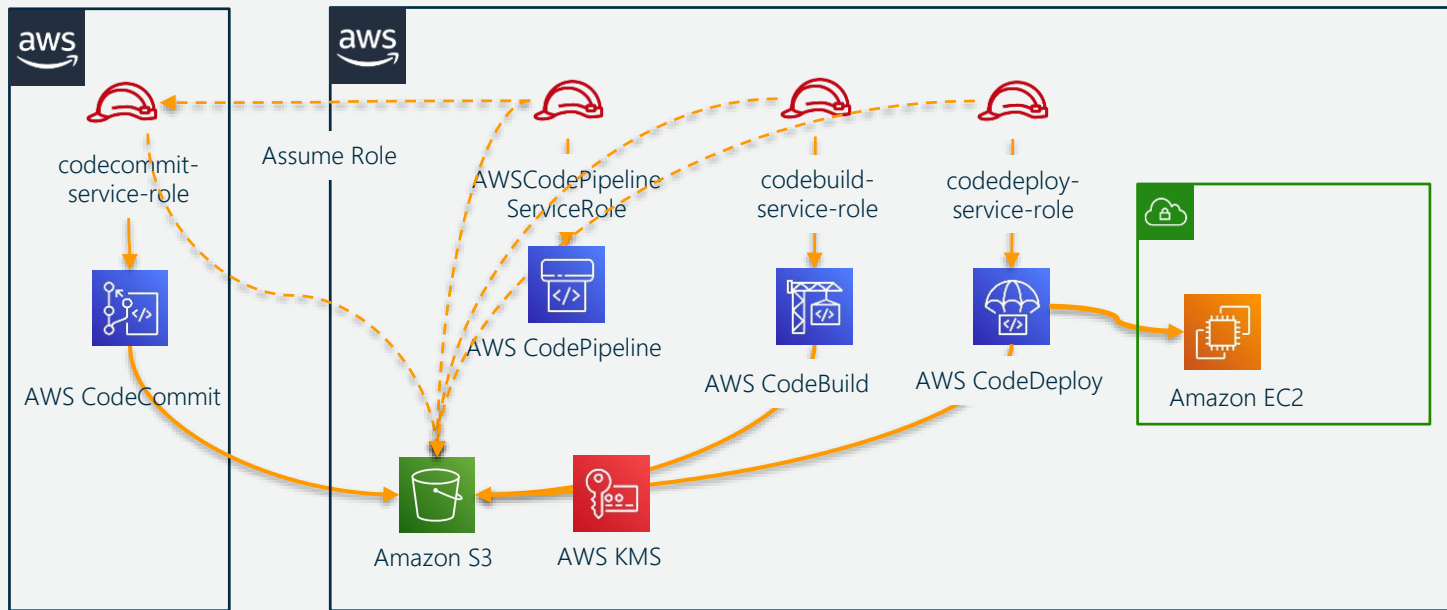 aws
aws
codecommit-
service-role
Assume Role
AWSCodePipeline
ServiceRole
codebuild-
service-role
codedeploy-
service-role
AWS CodeCommit
AWS CodePipeline
AWS CodeBuild
AWS CodeDeploy
Amazon EC2
Amazon S3
AWS KMS